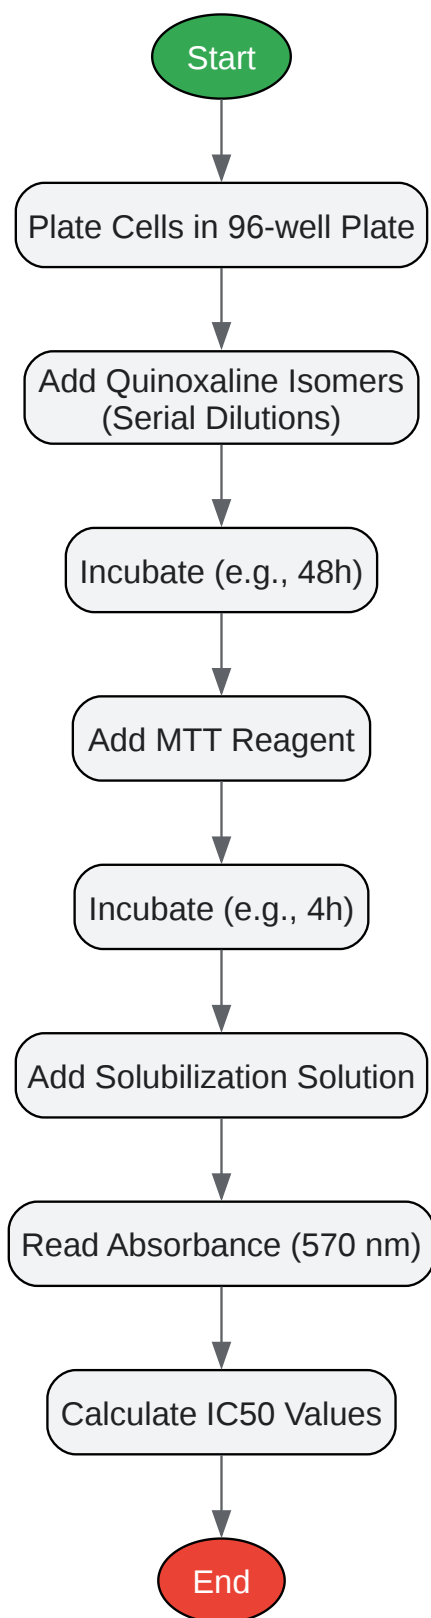 Start
Plate Cells in 96-well Plate
Add Quinoxaline Isomers
(Serial Dilutions)
Incubate (e.g., 48h)
Add MTT Reagent
Incubate (e.g., 4h)
Add Solubilization Solution
Read Absorbance (570 nm)
Calculate IC50 Values
End